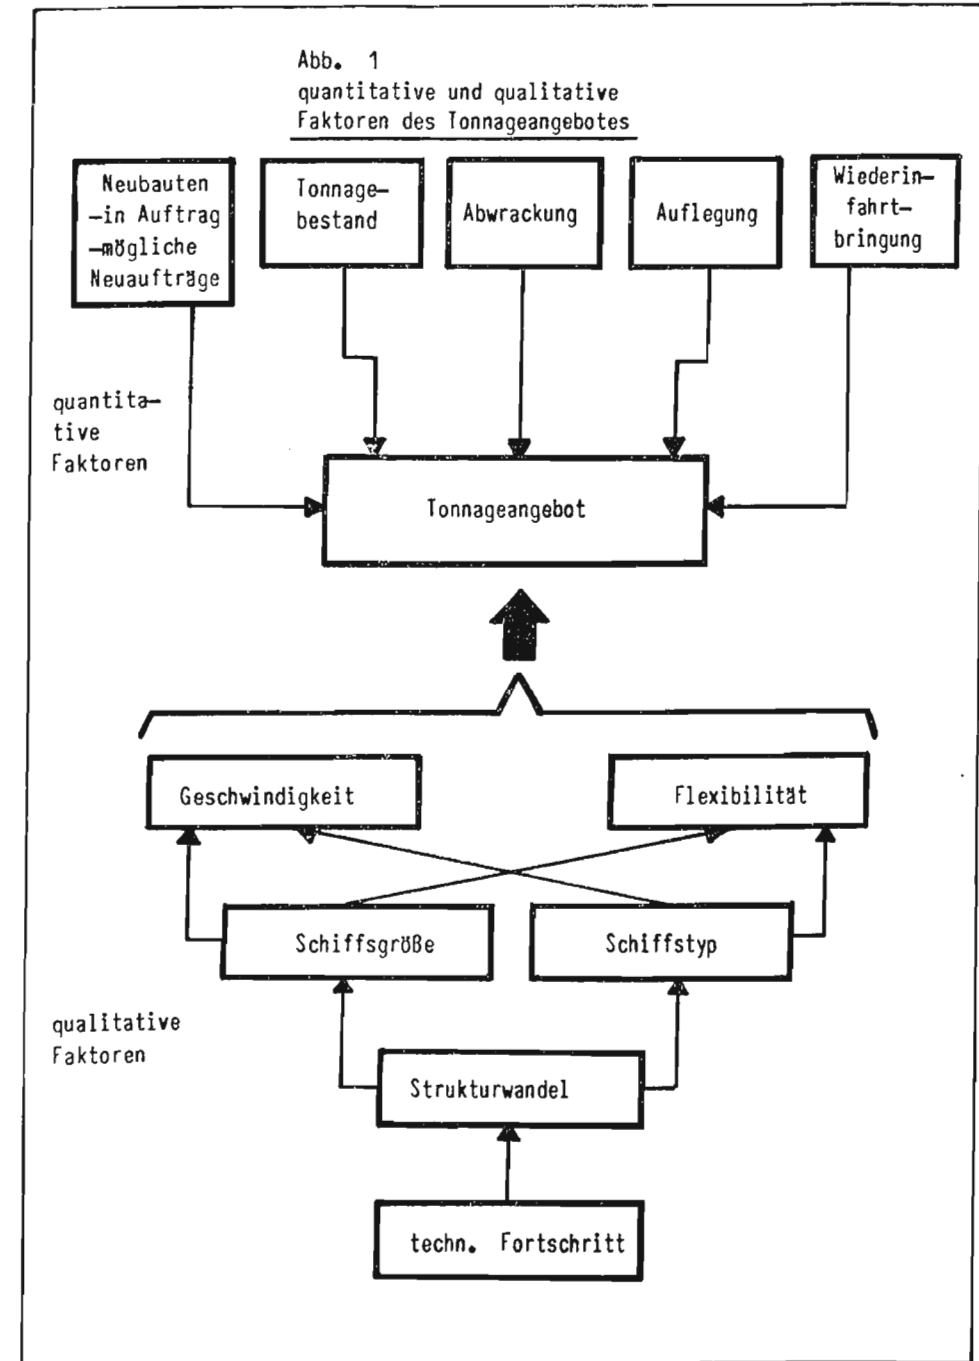 Abb. 1
quantitative und qualitative
Faktoren des Tonnageangebotes
Neubauten
—in Auftrag
—mögliche
Neuaufträge
Tonnage—
bestand
Abwrackung
Auflegung
Wiederin—
fahrt—
bringung
quantita—
tive
Faktoren
Tonnageangebot
Geschwindigkeit
Flexibilität
Schiffsgröße
Schiffstyp
qualitative
Faktoren
Strukturwandel
techn. Fortschritt